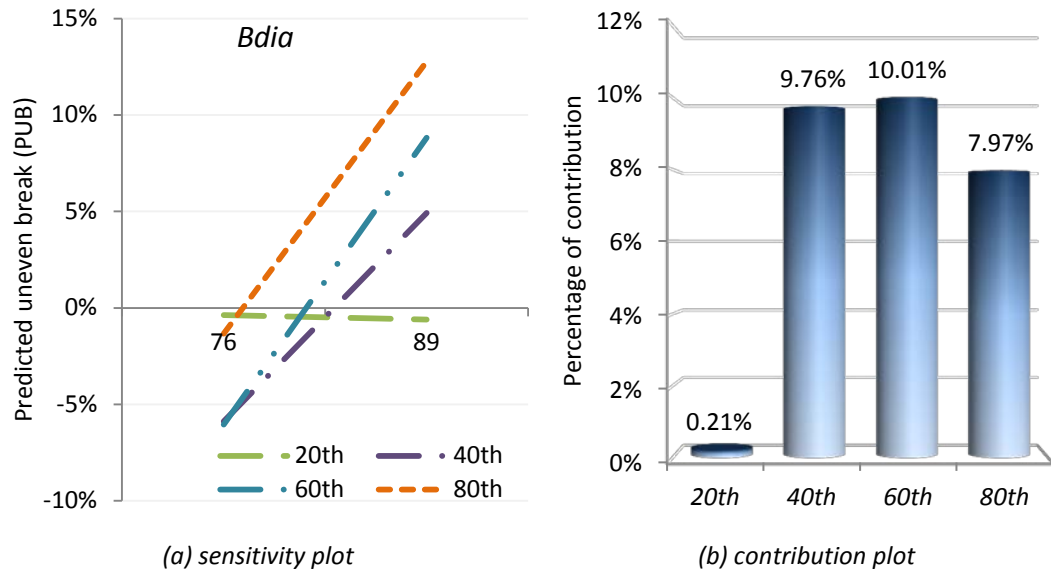 Bdia
Predicted uneven break (PUB)
15%
10%
5%
0%
-5%
-10%
76
89
20th
40th
60th
80th
(a) sensitivity plot
Percentage of contribution
12%
10%
8%
6%
4%
2%
0%
0.21%
9.76%
10.01%
7.97%
20th
40th
60th
80th
(b) contribution plot